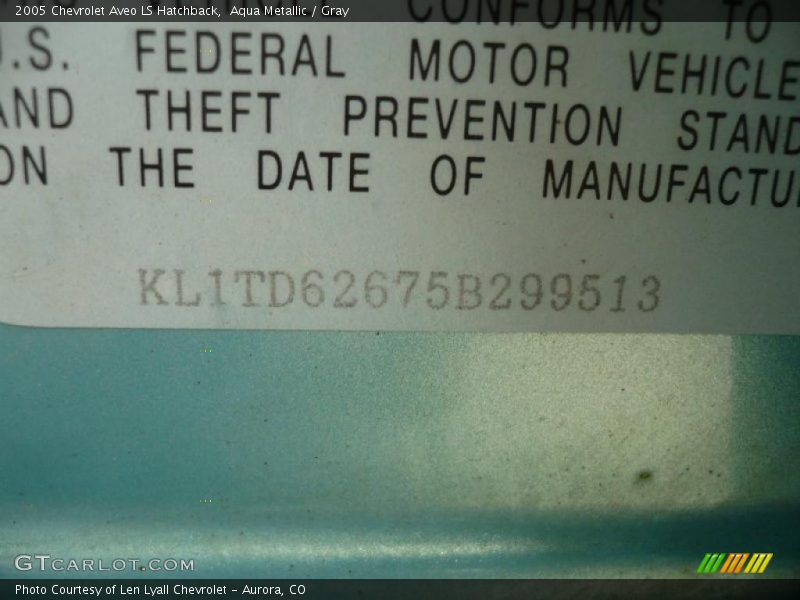 2005 Chevrolet Aveo LS Hatchback,  Aqua Metallic / Gray
CONFORMS TO
U.S. FEDERAL MOTOR VEHICLE
AND THEFT PREVENTION STAND
ON THE DATE OF MANUFACTU
KL1TD62675B299513
GTCARLOT.COM
Photo Courtesy of Len Lyall Chevrolet - Aurora, CO